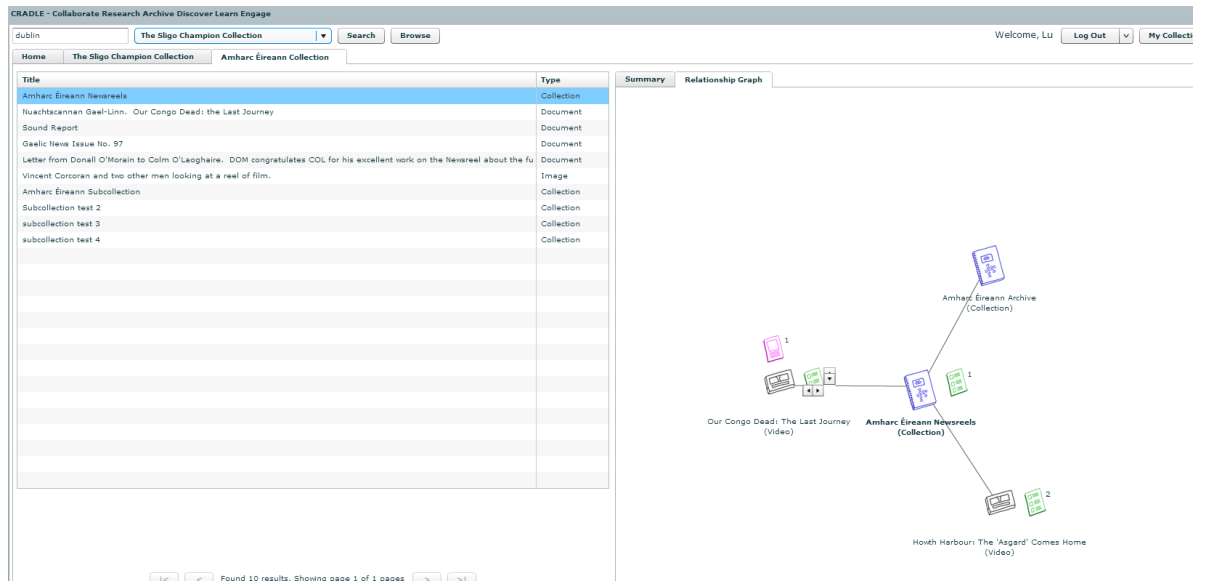 CRADLE - Collaborate Research Archive Discover Learn Engage
dublin The Sligo Champion Collection Search Browse Welcome, Lu Log Out My Collecti
Home The Sligo Champion Collection Amharc Éireann Collection
Title Type
Amharc Éireann Newsreels Collection
Nuachtscannan Gael-Linn. Our Congo Dead: the Last Journey Document
Sound Report Document
Gaelic News Issue No. 97 Document
Letter from Donall O'Morain to Colm O'Laoghaire. DOM congratulates COL for his excellent work on the Newsreel about the fu Document
Vincent Corcoran and two other men looking at a reel of film. Image
Amharc Éireann Subcollection Collection
Subcollection test 2 Collection
subcollection test 3 Collection
subcollection test 4 Collection
Found 10 results. Showing page 1 of 1 pages
Summary Relationship Graph
Amharc Éireann Archive
(Collection)
1
1
Our Congo Dead: The Last Journey
(Video)
Amharc Éireann Newsreels
(Collection)
2
Howth Harbour: The 'Asgard' Comes Home
(Video)